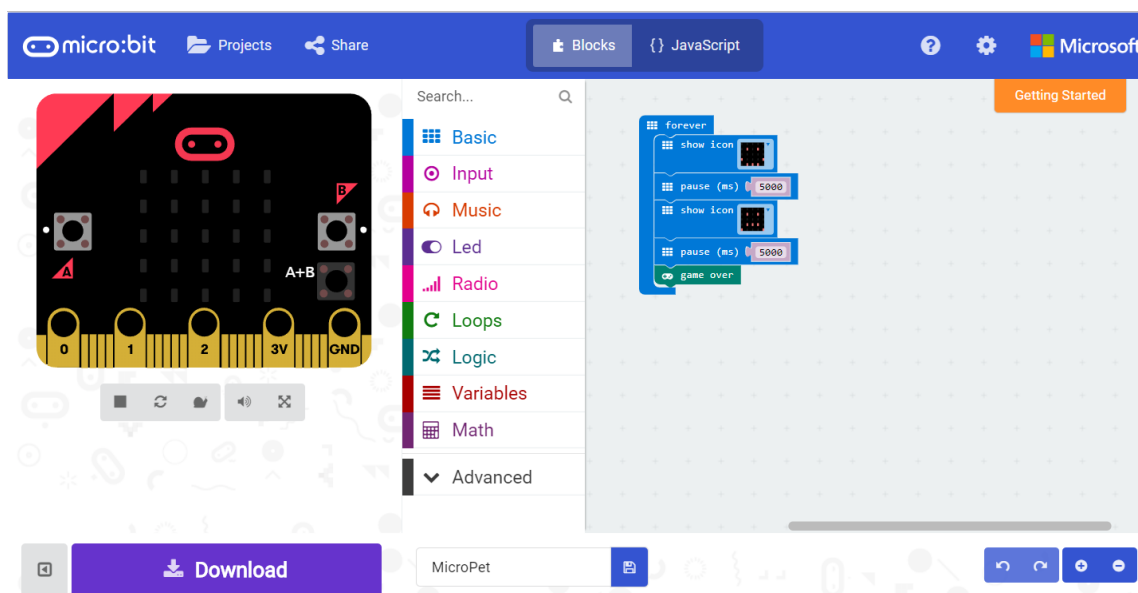 micro:bit Projects Share Blocks {} JavaScript ? Microsoft
Search... Getting Started
forever
Basic
show icon
Input
B
pause (ms) 5000
Music
show icon
Led
pause (ms) 5000
A A+B
Radio
game over
Loops
0 1 2 3V GND
Logic
Variables
Math
Advanced
Download MicroPet